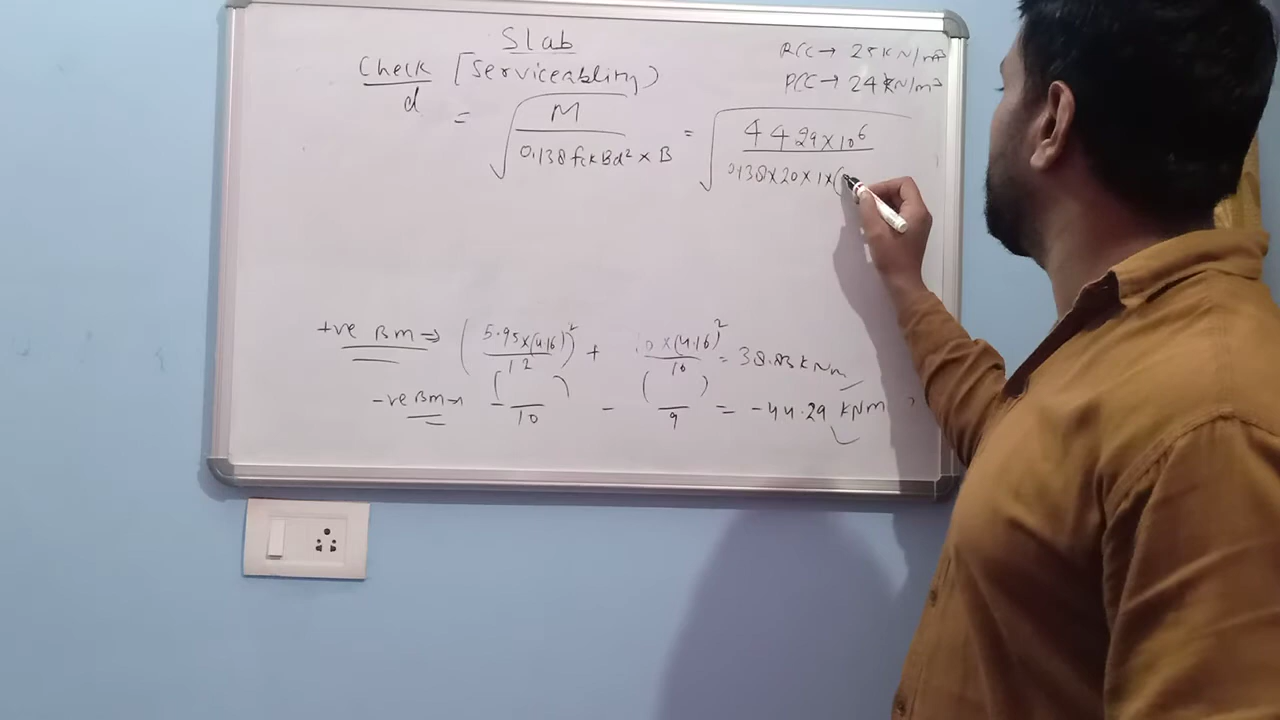 Slab
RCC → 25 KN/m³
Check [Serviceability)
PCC → 24 KN/m³
d = √ M / 0.138 fck Bd² × B = √ 4429×10⁶ / 0.138×20×1×(
+ve BM ⇒ ( 5.95×(4.16)² / 12 ) + 10×(4.16)² / 10 = 38.83 KNm
-ve BM → - ( ) / 10 - ( ) / 9 = -44.29 KNm